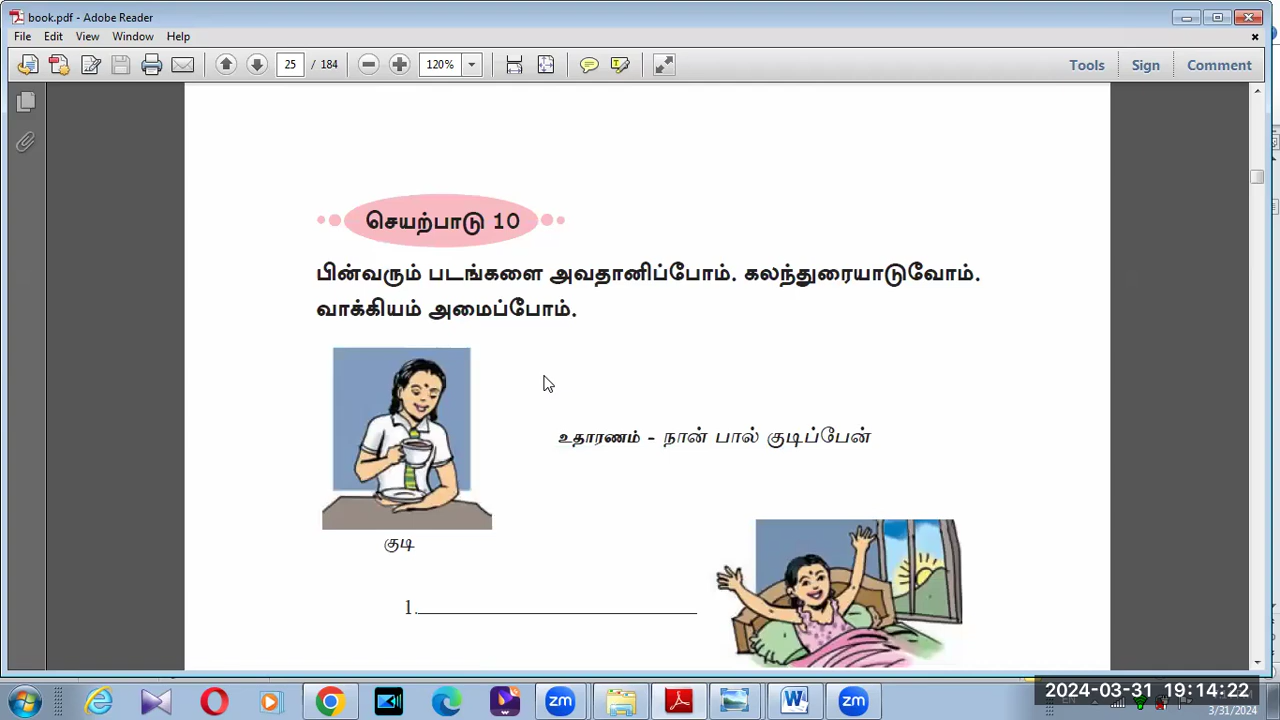 book.pdf - Adobe Reader
File Edit View Window Help
25 / 184 120% Tools Sign Comment
செயற்பாடு 10
பின்வரும் படங்களை அவதானிப்போம். கலந்துரையாடுவோம்.
வாக்கியம் அமைப்போம்.
உதாரணம் - நான் பால் குடிப்பேன்
குடி
1.
2024-03-31 19:14:22
3/31/2024